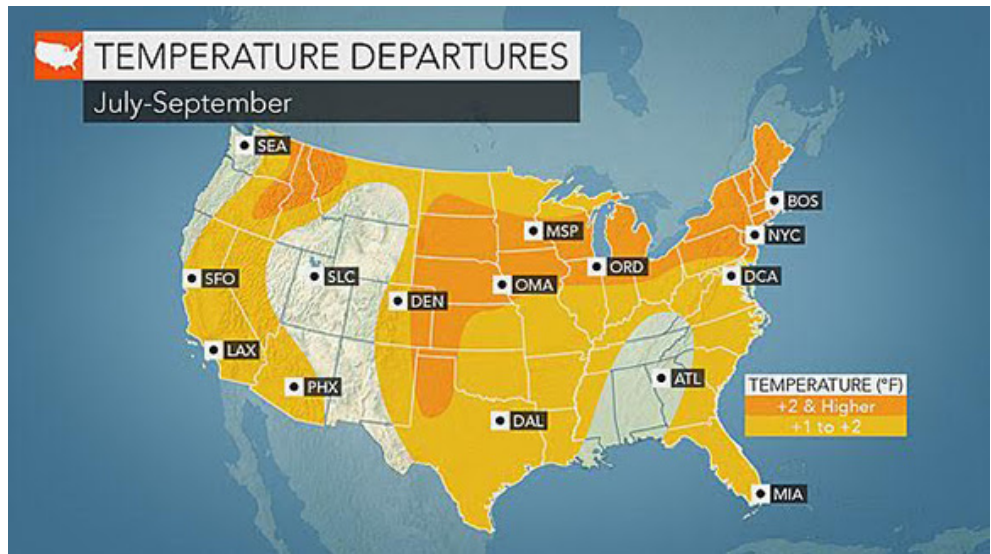 TEMPERATURE DEPARTURES
July-September
SEA
BOS
MSP
NYC
ORD
SFO
SLC
OMA
DCA
DEN
LAX
PHX
ATL
DAL
MIA
TEMPERATURE (°F)
+2 & Higher
+1 to +2